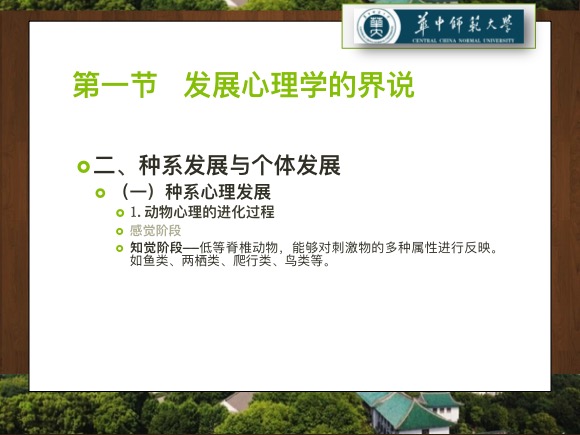 華中師範大學
CENTRAL CHINA NORMAL UNIVERSITY
第一节 发展心理学的界说
二、种系发展与个体发展
（一）种系心理发展
1. 动物心理的进化过程
感觉阶段
知觉阶段—低等脊椎动物，能够对刺激物的多种属性进行反映。
如鱼类、两栖类、爬行类、鸟类等。